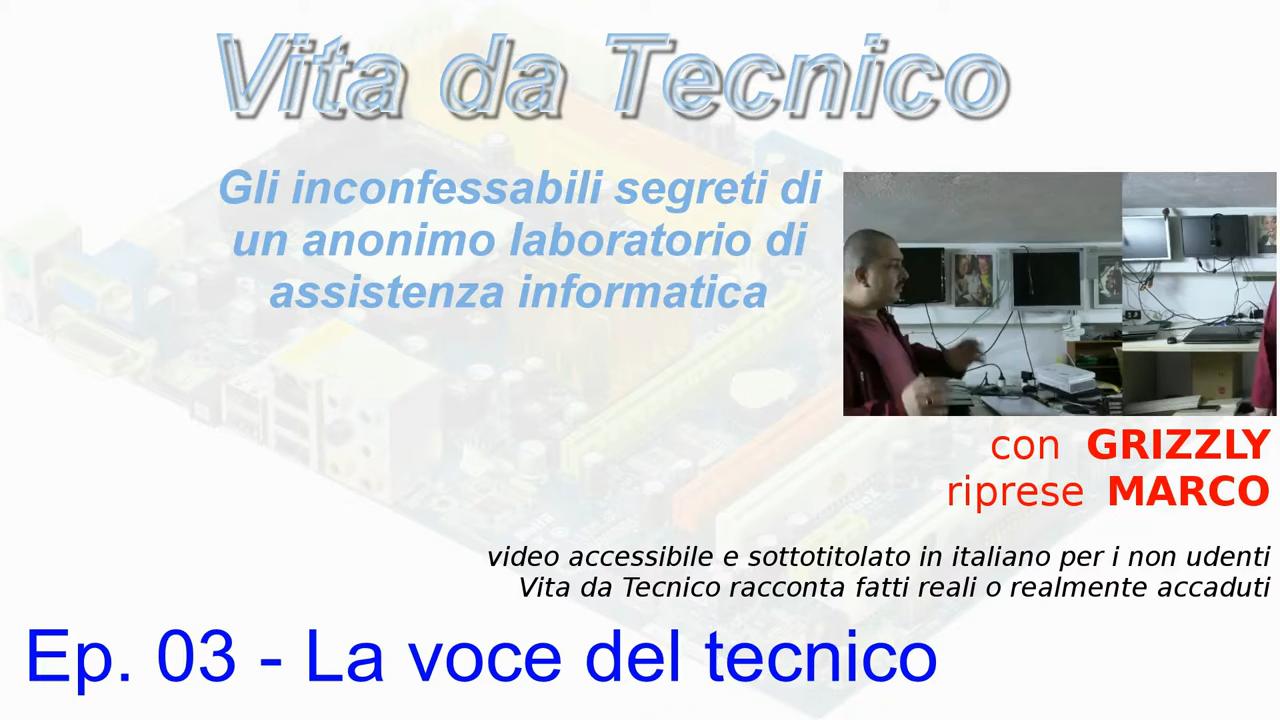 Vita da Tecnico
Gli inconfessabili segreti di
un anonimo laboratorio di
assistenza informatica
con GRIZZLY
riprese MARCO
video accessibile e sottotitolato in italiano per i non udenti
Vita da Tecnico racconta fatti reali o realmente accaduti
Ep. 03 - La voce del tecnico